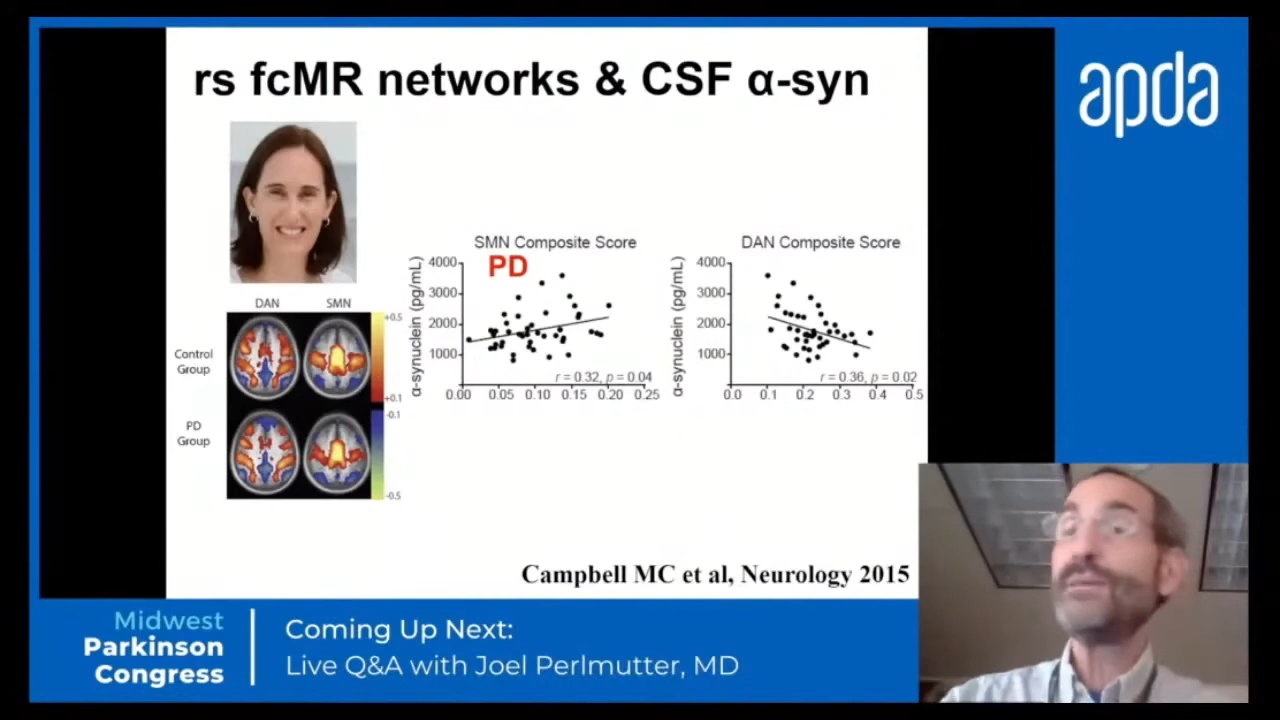 rs fcMR networks & CSF α-syn
apda
DAN SMN
Control
Group
PD
Group
+0.5
+0.1
-0.1
-0.5
SMN Composite Score
PD
α-synuclein (pg/mL)
4000
3000
2000
1000
r = 0.32, p = 0.04
0.00 0.05 0.10 0.15 0.20 0.25
DAN Composite Score
α-synuclein (pg/mL)
4000
3000
2000
1000
r = 0.36, p = 0.02
0.0 0.1 0.2 0.3 0.4 0.5
Campbell MC et al, Neurology 2015
Midwest
Parkinson
Congress
Coming Up Next:
Live Q&A with Joel Perlmutter, MD